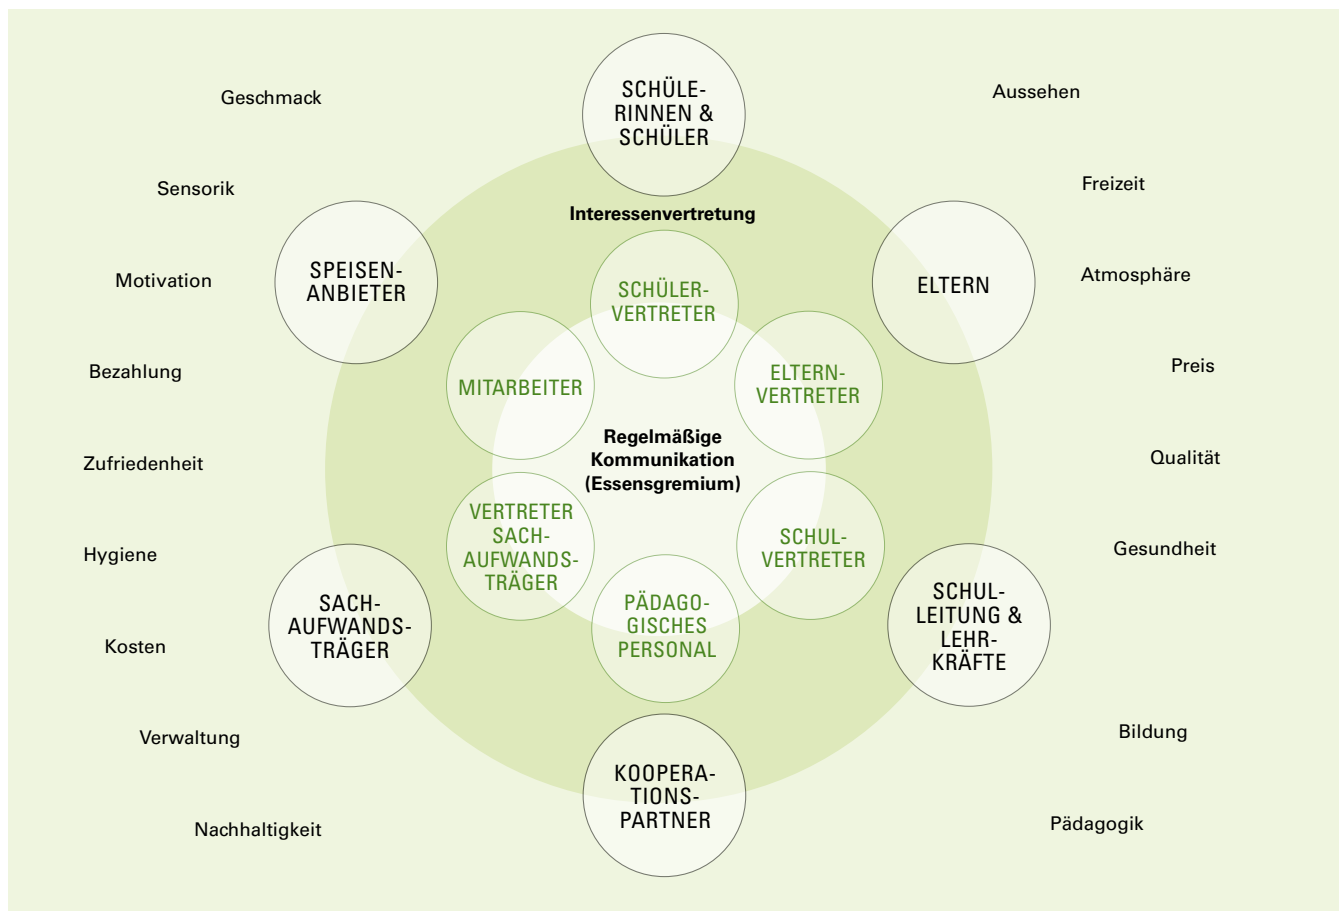 SCHÜLE-
RINNEN &
SCHÜLER
Geschmack
Aussehen
Sensorik
Freizeit
Interessenvertretung
SPEISEN-
ANBIETER
ELTERN
Motivation
Atmosphäre
SCHÜLER-
VERTRETER
Bezahlung
Preis
MITARBEITER
ELTERN-
VERTRETER
Regelmäßige
Kommunikation
(Essensgremium)
Zufriedenheit
Qualität
VERTRETER
SACH-
AUFWANDS-
TRÄGER
SCHUL-
VERTRETER
Hygiene
Gesundheit
SACH-
AUFWANDS-
TRÄGER
PÄDAGO-
GISCHES
PERSONAL
SCHUL-
LEITUNG &
LEHR-
KRÄFTE
Kosten
Verwaltung
Bildung
KOOPERA-
TIONS-
PARTNER
Nachhaltigkeit
Pädagogik